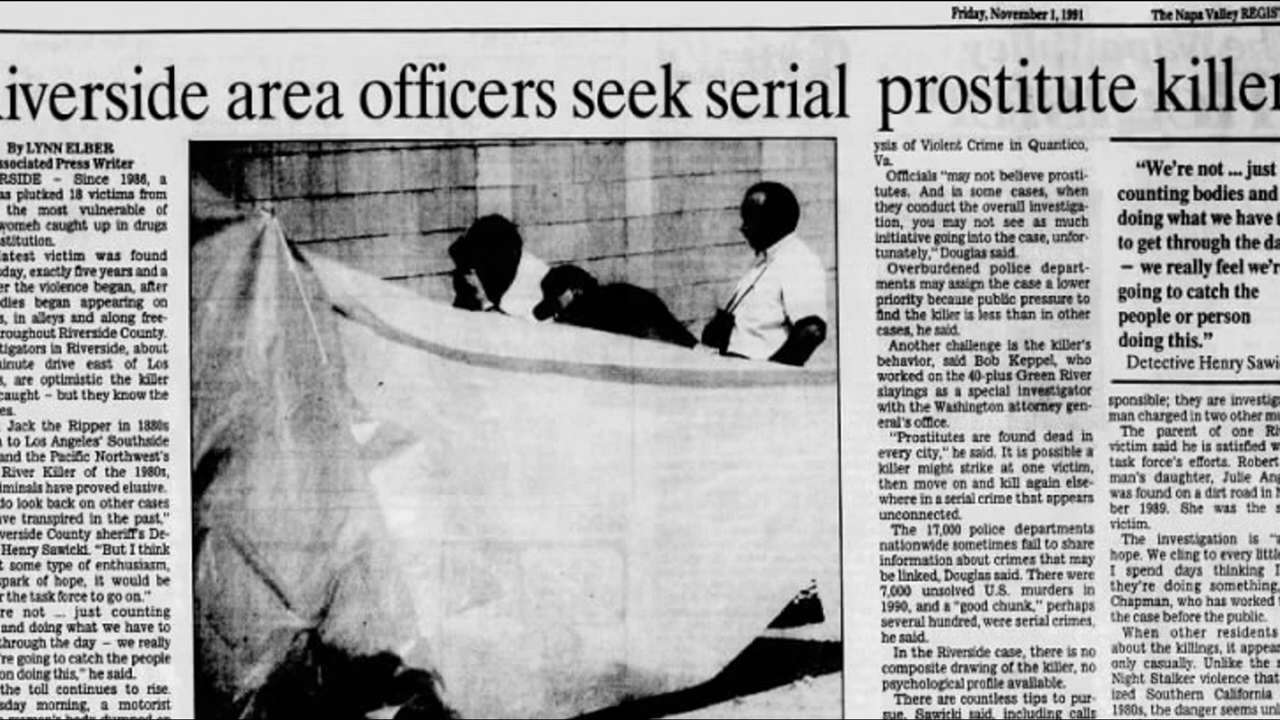 Friday, November 1, 1991
The Napa Valley REGIS
iverside area officers seek serial prostitute killer
By LYNN ELBER
ssociated Press Writer
RSIDE — Since 1986, a
as plucked 18 victims from
the most vulnerable of
women caught up in drugs
stitution.
latest victim was found
day, exactly five years and a
er the violence began, after
dies began appearing on
s, in alleys and along free-
roughout Riverside County.
tigators in Riverside, about
minute drive east of Los
s, are optimistic the killer
caught — but they know the
es.
Jack the Ripper in 1880s
n to Los Angeles' Southside
and the Pacific Northwest's
River Killer of the 1980s,
iminals have proved elusive.
do look back on other cases
ve transpired in the past,"
verside County sheriff's De-
Henry Sawicki. "But I think
t some type of enthusiasm,
spark of hope, it would be
r the task force to go on."
re not ... just counting
and doing what we have to
through the day — we really
're going to catch the people
on doing this," he said.
the toll continues to rise.
sday morning, a motorist
ysis of Violent Crime in Quantico,
Va.
Officials "may not believe prosti-
tutes. And in some cases, when
they conduct the overall investiga-
tion, you may not see as much
initiative going into the case, unfor-
tunately," Douglas said.
Overburdened police depart-
ments may assign the case a lower
priority because public pressure to
find the killer is less than in other
cases, he said.
Another challenge is the killer's
behavior, said Bob Keppel, who
worked on the 40-plus Green River
slayings as a special investigator
with the Washington attorney gen-
eral's office.
"Prostitutes are found dead in
every city," he said. It is possible a
killer might strike at one victim,
then move on and kill again else-
where in a serial crime that appears
unconnected.
The 17,000 police departments
nationwide sometimes fail to share
information about crimes that may
be linked, Douglas said. There were
7,000 unsolved U.S. murders in
1990, and a "good chunk," perhaps
several hundred, were serial crimes,
he said.
In the Riverside case, there is no
composite drawing of the killer, no
psychological profile available.
There are countless tips to pur-
sue, Sawicki said, including calls
"We're not ... just
counting bodies and
doing what we have
to get through the da
— we really feel we'r
going to catch the
people or person
doing this."
Detective Henry Sawi
sponsible; they are investig
man charged in two other mu
The parent of one Ri
victim said he is satisfied w
task force's efforts. Robert
man's daughter, Julie An
was found on a dirt road in
ber 1989. She was the s
victim.
The investigation is "a
hope. We cling to every little
I spend days thinking I
they're doing something,
Chapman, who has worked t
the case before the public.
When other residents
about the killings, it appear
only casually. Unlike the
Night Stalker violence that
ized Southern California
1980s, the danger seems unl